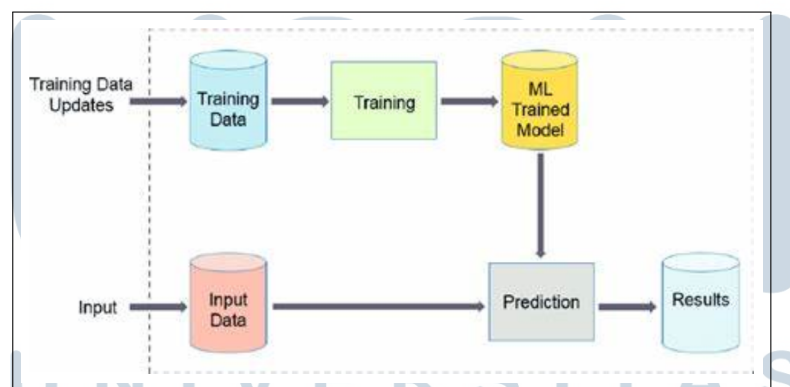 Training Data
Updates
Training
Data
Training
ML
Trained
Model
Input
Input
Data
Prediction
Results